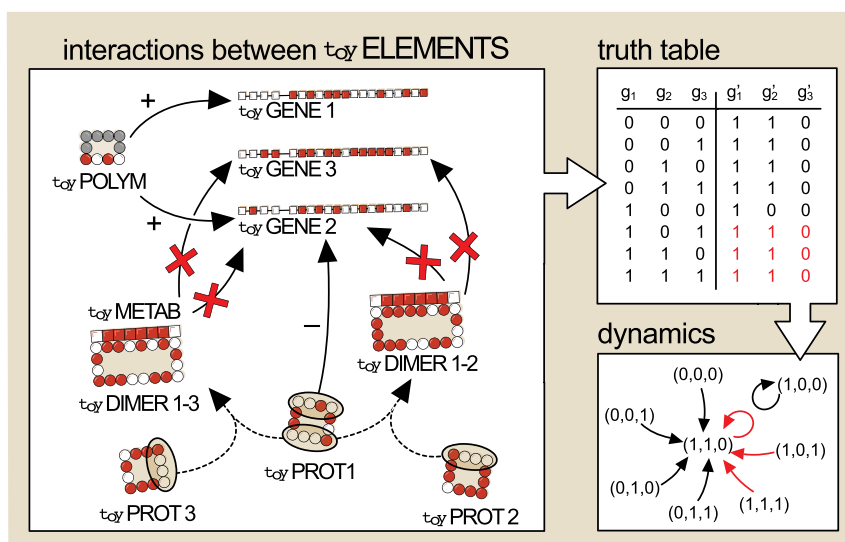 interactions between toy ELEMENTS
+
toy GENE 1
toy POLYM
toy GENE 3
+
toy GENE 2
toy METAB
–
toy DIMER 1-3
toy DIMER 1-2
toy PROT1
toy PROT 3
toy PROT 2
truth table
g1 g2 g3 g'1 g'2 g'3
0 0 0 1 1 0
0 0 1 1 1 0
0 1 0 1 1 0
0 1 1 1 1 0
1 0 0 1 0 0
1 0 1 1 1 0
1 1 0 1 1 0
1 1 1 1 1 0
dynamics
(0,0,0)
(1,0,0)
(0,0,1)
(1,1,0)
(1,0,1)
(0,1,0)
(1,1,1)
(0,1,1)